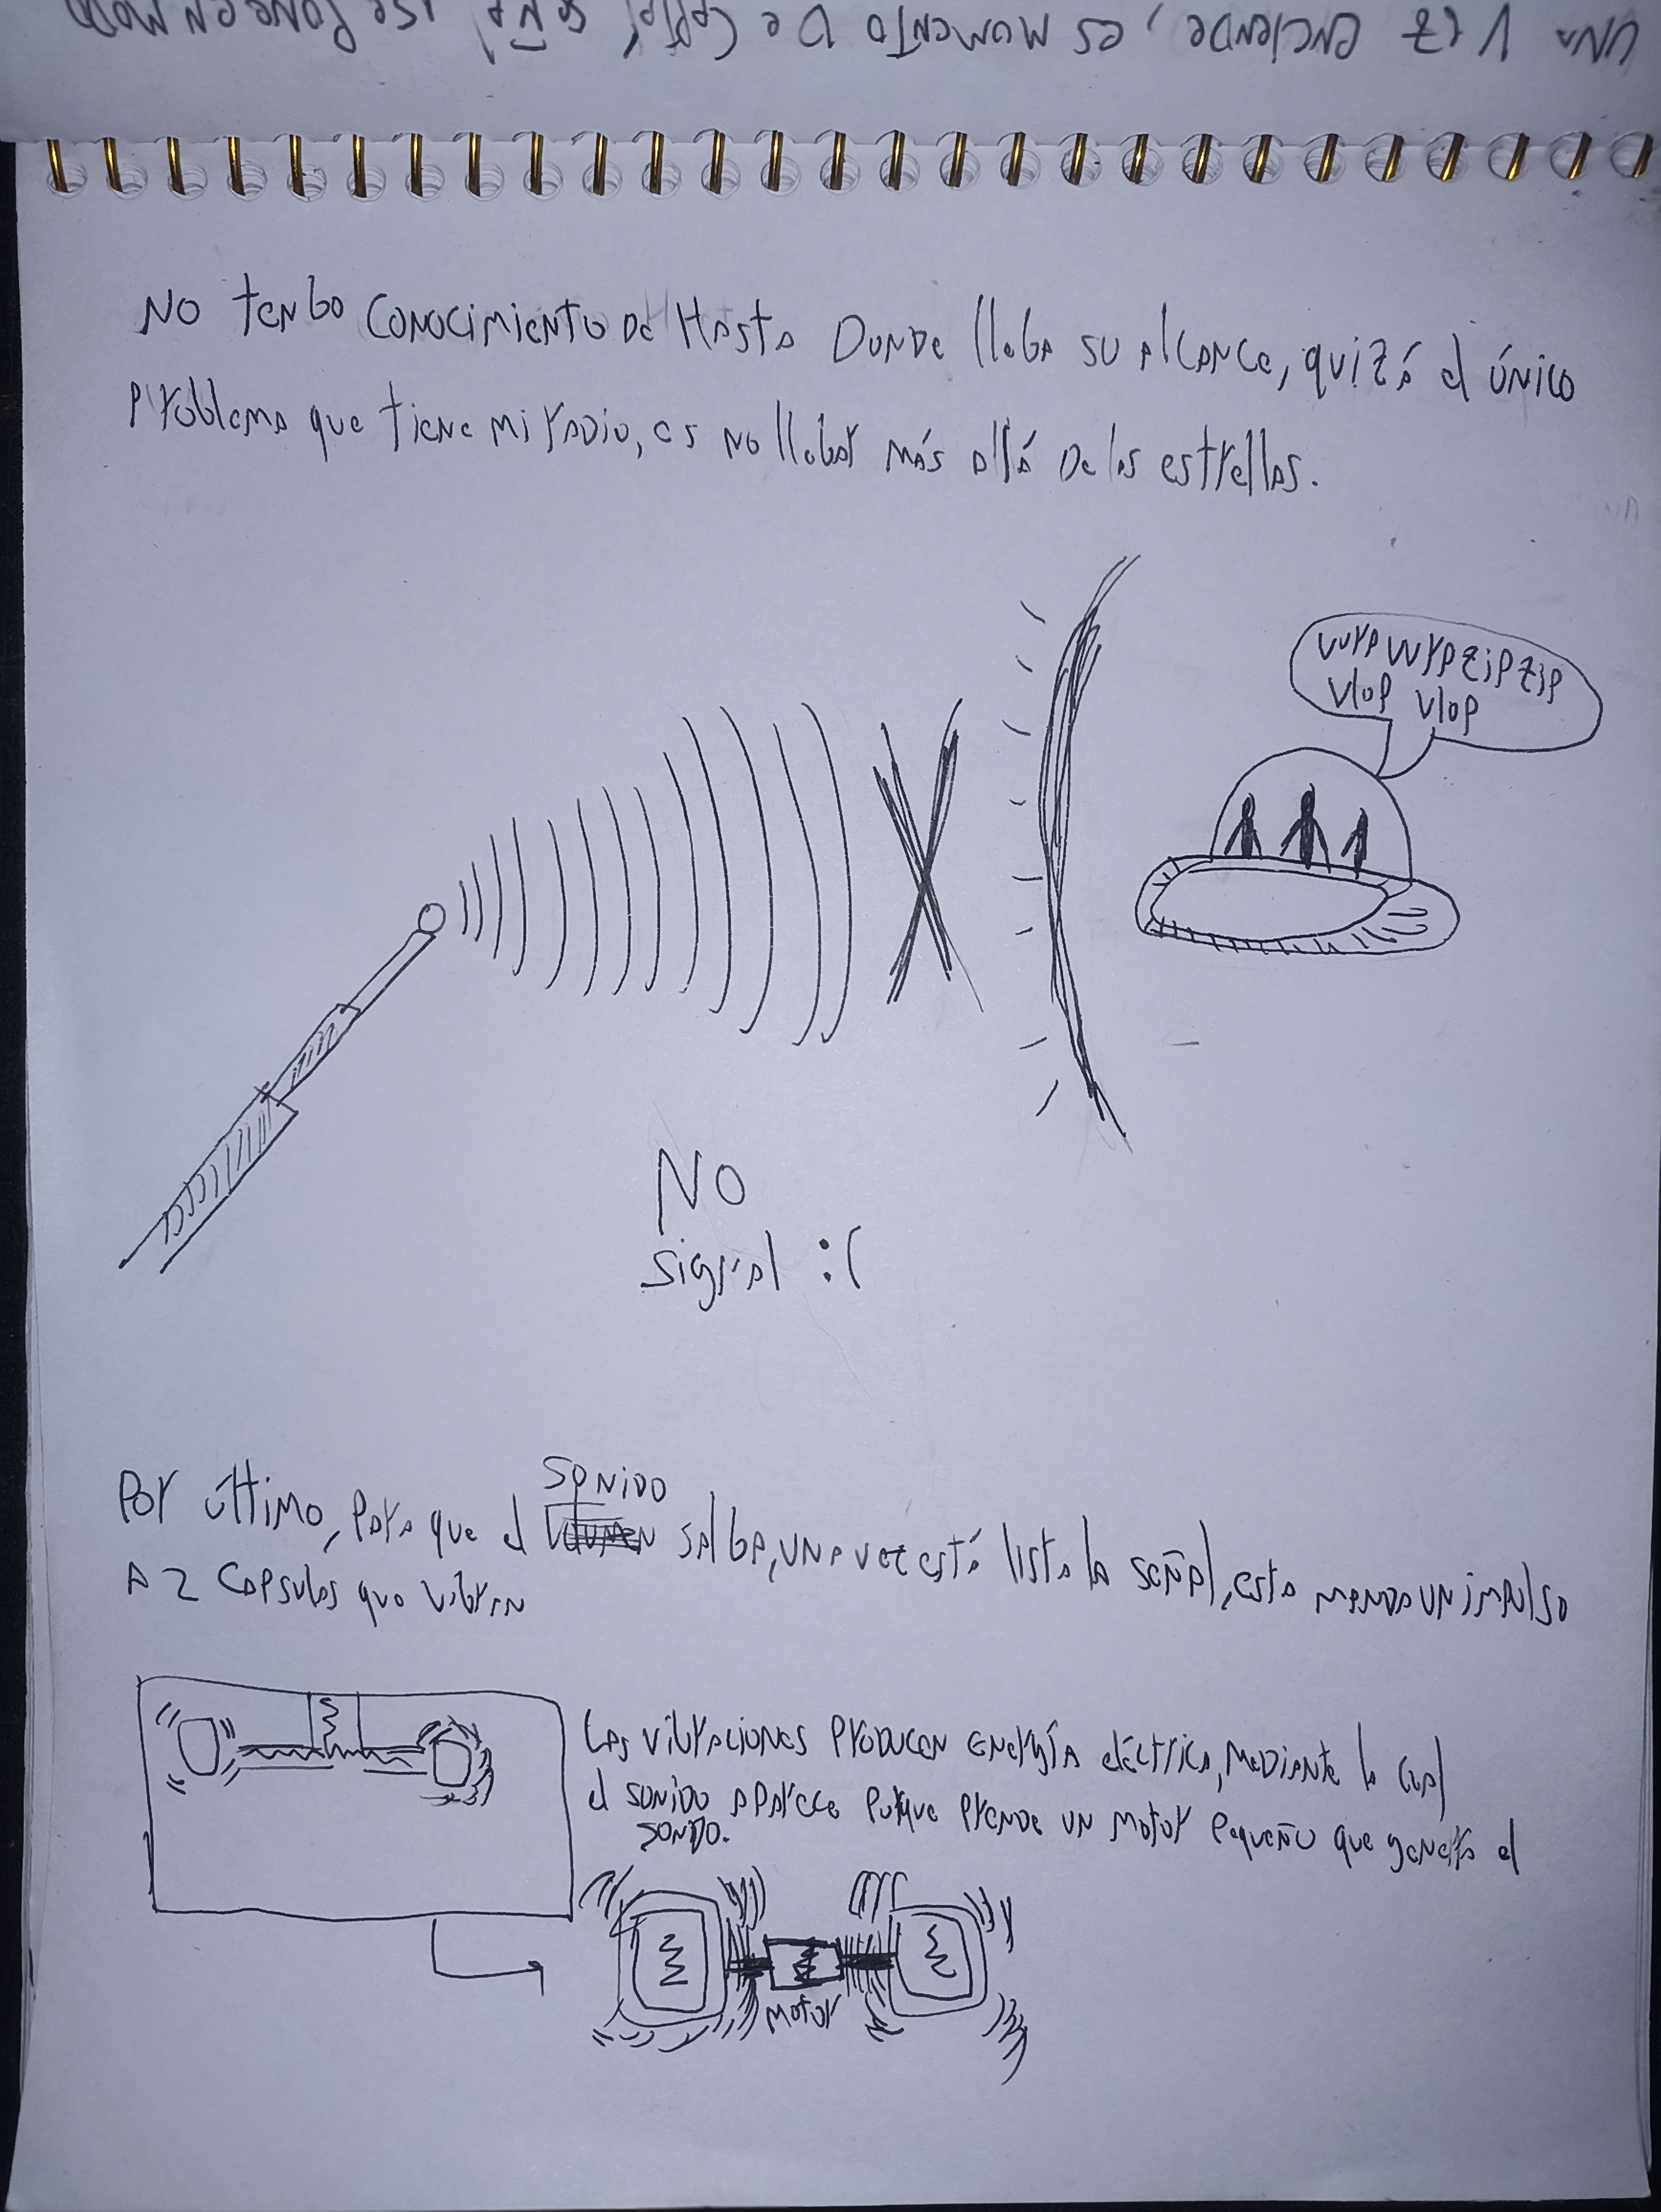 UNA VEZ ENCIENDE, ES MOMENTO De CAPTAR señal, se PONE EN MODO
NO tengo CONOCIMIENTO De HAstA DONDe llegA su AlcANce, quizá el único
problemA que tiene mi rADio, es No llegar más Allá De lAs estrellAs.
wrp wrp zip zip
vlop vlop
NO
SigNAl :(
SONIDO
Por último, PArA que el VOLUMEN sAlgA, UNA vez está listA lA señAl, estA mANDA UN impulso
A 2 CApsulAs que vibrAN
LAs vibrAciones PRODUCEN ENergíA eléctricA, MeDiANte lA cuAl
el soNiDo ApArece porque preNDe UN motor Pequeño que generA el
SONIDO.
Motor